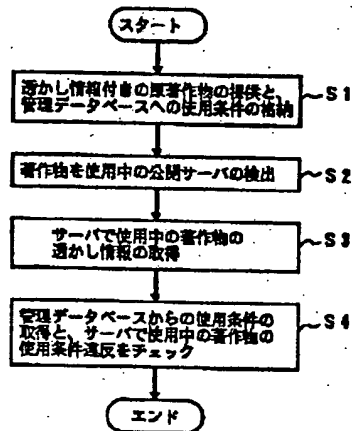 スタート
透かし情報付きの原著作物の提供と、
管理データベースへの使用条件の格納
S1
著作物を使用中の公開サーバの検出
S2
サーバで使用中の著作物の
透かし情報の取得
S3
管理データベースからの使用条件の
取得と、サーバで使用中の著作物の
使用条件違反をチェック
S4
エンド